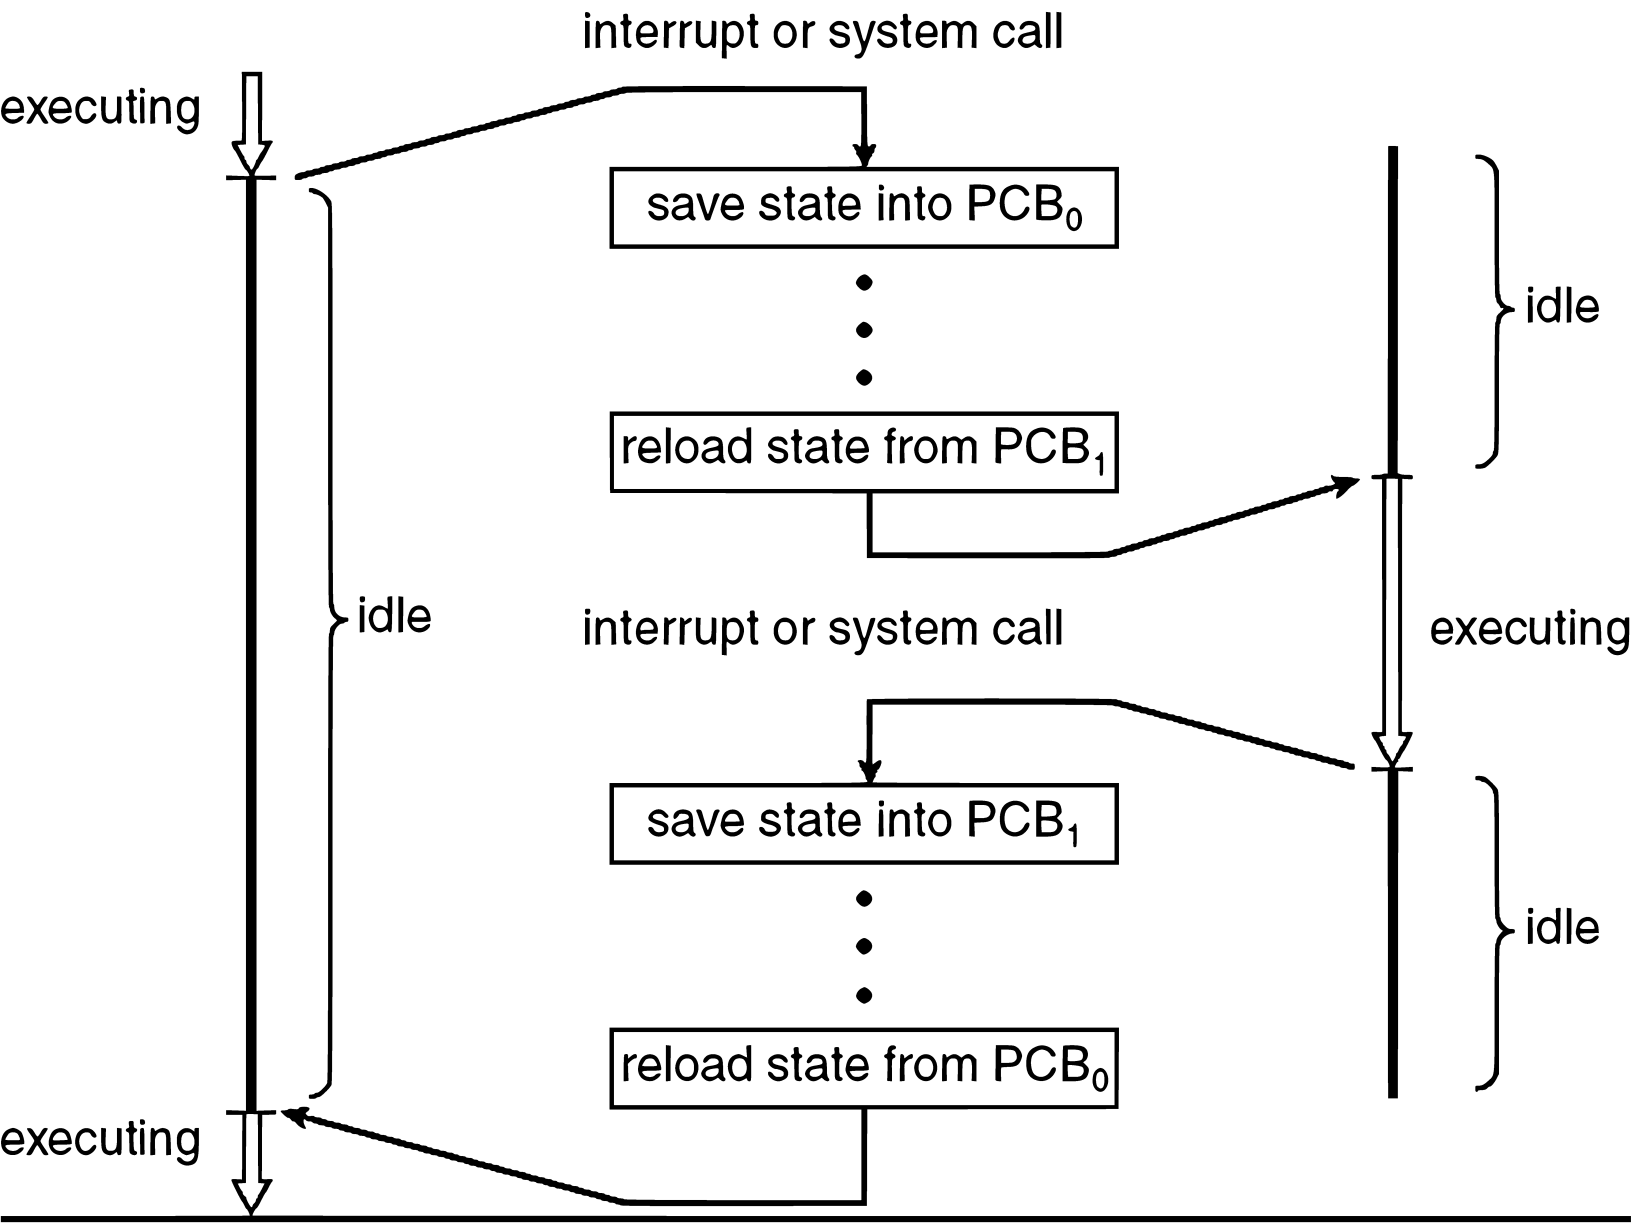 interrupt or system call
executing
save state into PCB₀
idle
reload state from PCB₁
idle
interrupt or system call
executing
save state into PCB₁
idle
reload state from PCB₀
executing